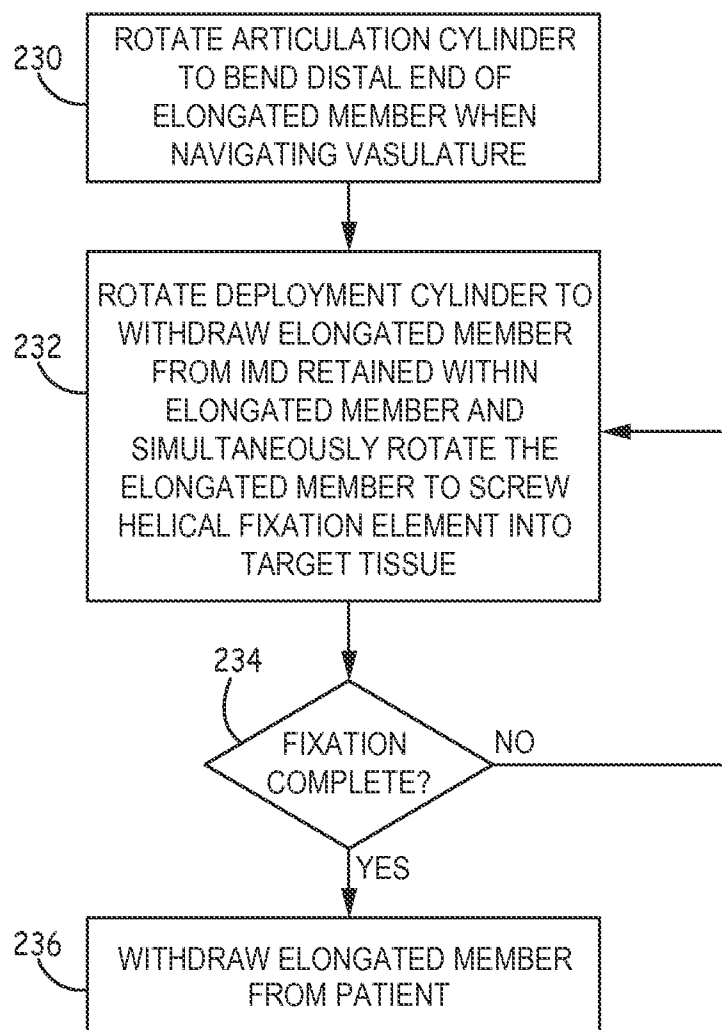 230
ROTATE ARTICULATION CYLINDER
TO BEND DISTAL END OF
ELONGATED MEMBER WHEN
NAVIGATING VASULATURE
232
ROTATE DEPLOYMENT CYLINDER TO
WITHDRAW ELONGATED MEMBER
FROM IMD RETAINED WITHIN
ELONGATED MEMBER AND
SIMULTANEOUSLY ROTATE THE
ELONGATED MEMBER TO SCREW
HELICAL FIXATION ELEMENT INTO
TARGET TISSUE
234
FIXATION
COMPLETE?
NO
YES
236
WITHDRAW ELONGATED MEMBER
FROM PATIENT